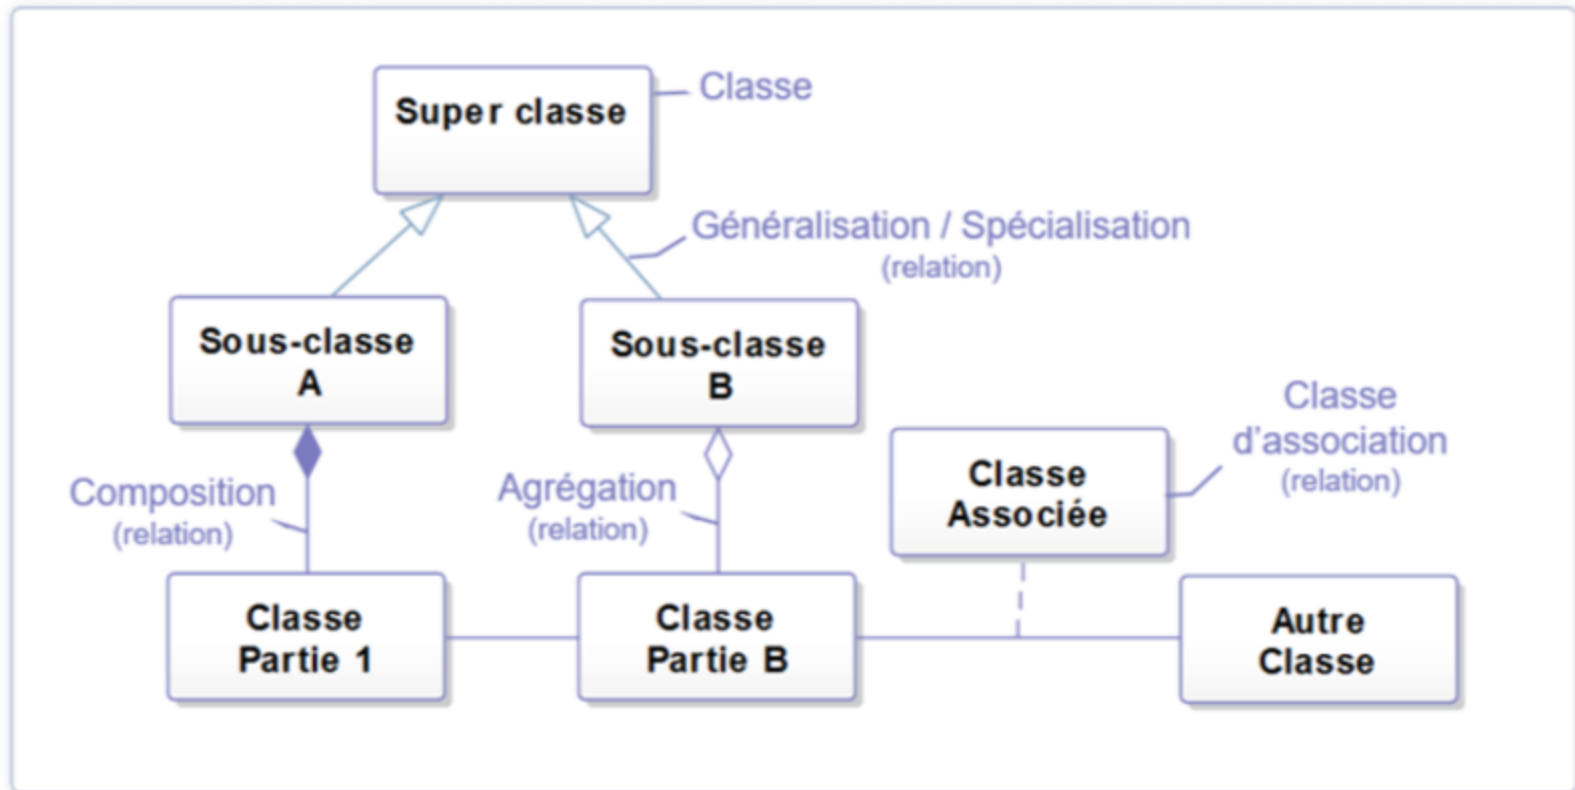 Super classe
Classe
Généralisation / Spécialisation
(relation)
Sous-classe
A
Sous-classe
B
Classe
d'association
(relation)
Classe
Associée
Composition
(relation)
Agrégation
(relation)
Classe
Partie 1
Classe
Partie B
Autre
Classe